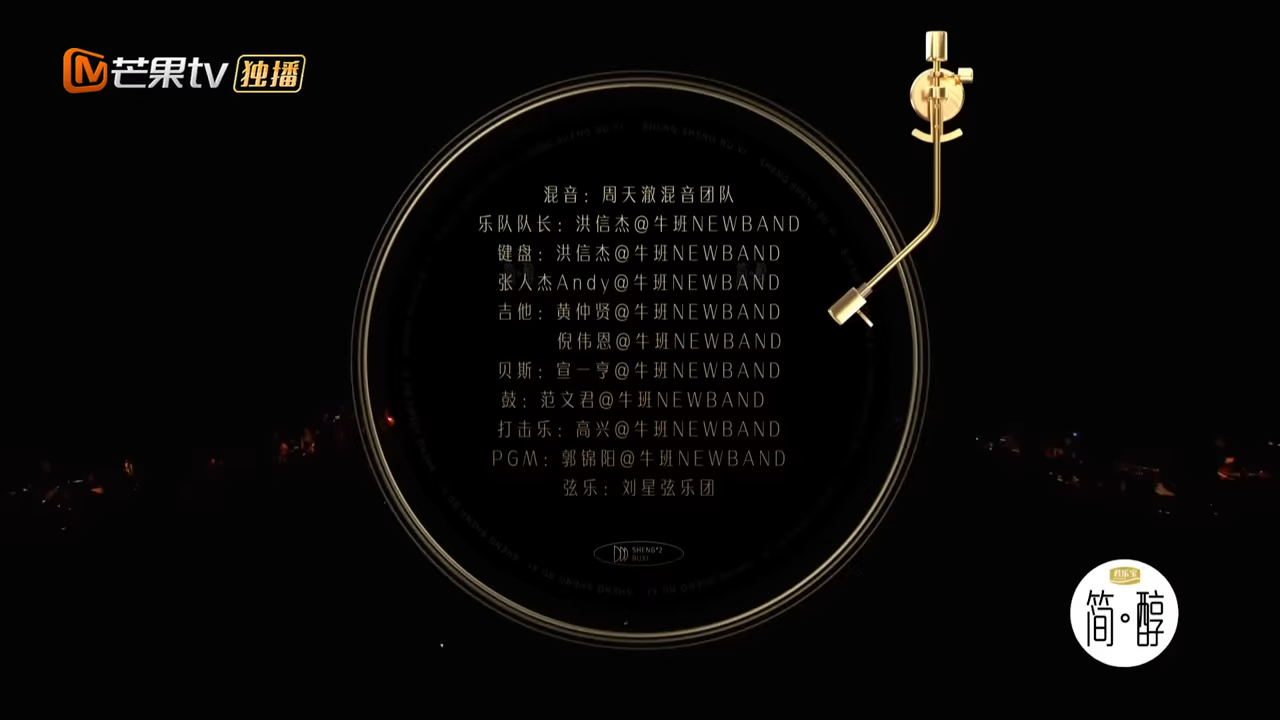 芒果tv 独播
混音：周天澈混音团队
乐队队长：洪信杰@牛班NEWBAND
键盘：洪信杰@牛班NEWBAND
张人杰Andy@牛班NEWBAND
吉他：黄仲贤@牛班NEWBAND
倪伟恩@牛班NEWBAND
贝斯：宣一亨@牛班NEWBAND
鼓：范文君@牛班NEWBAND
打击乐：高兴@牛班NEWBAND
PGM：郭锦阳@牛班NEWBAND
弦乐：刘星弦乐团
SHENG*2
BUXI
君乐宝
简·醇